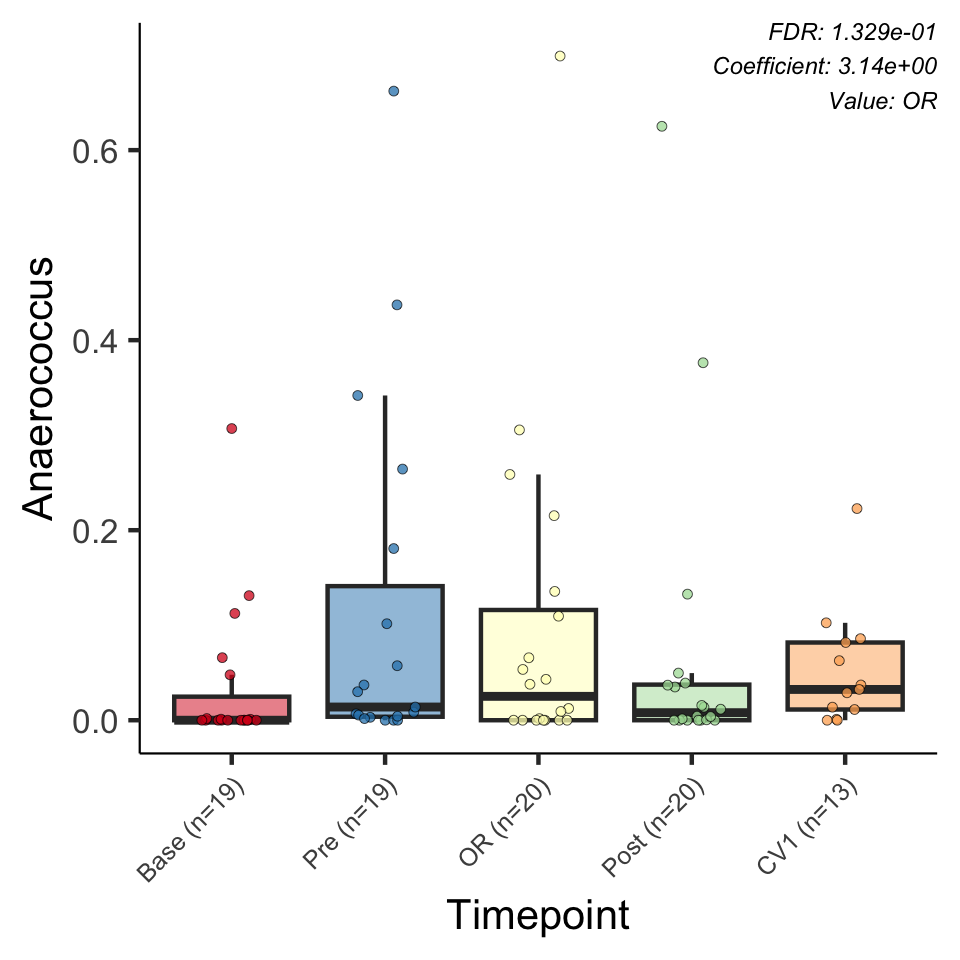 FDR: 1.329e-01
Coefficient: 3.14e+00
Value: OR
Anaerococcus
0.6
0.4
0.2
0.0
Base (n=19)
Pre (n=19)
OR (n=20)
Post (n=20)
CV1 (n=13)
Timepoint